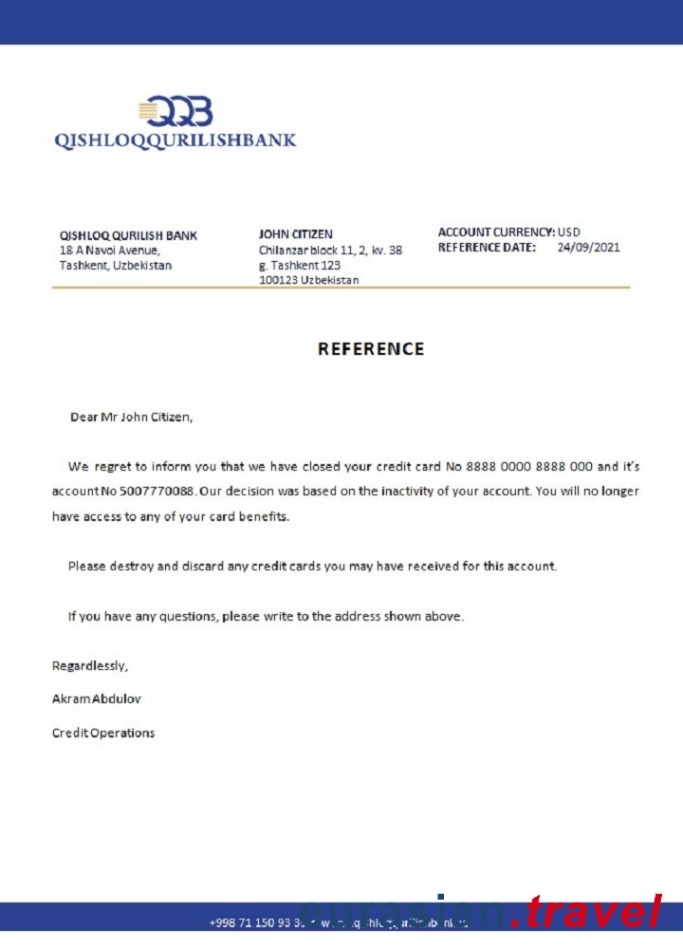 QQB
QISHLOQQURILISHBANK
QISHLOQ QURILISH BANK
18 A Navoi Avenue,
Tashkent, Uzbekistan
JOHN CITIZEN
Chilanzar block 11, 2, kv. 38
g. Tashkent 123
100123 Uzbekistan
ACCOUNT CURRENCY: USD
REFERENCE DATE: 24/09/2021
REFERENCE
Dear Mr John Citizen,
We regret to inform you that we have closed your credit card No 8888 0000 8888 000 and it's
account No 5007770088. Our decision was based on the inactivity of your account. You will no longer
have access to any of your card benefits.
Please destroy and discard any credit cards you may have received for this account.
If you have any questions, please write to the address shown above.
Regardlessly,
Akram Abdulov
Credit Operations
+998 71 150 93
eurasian.travel